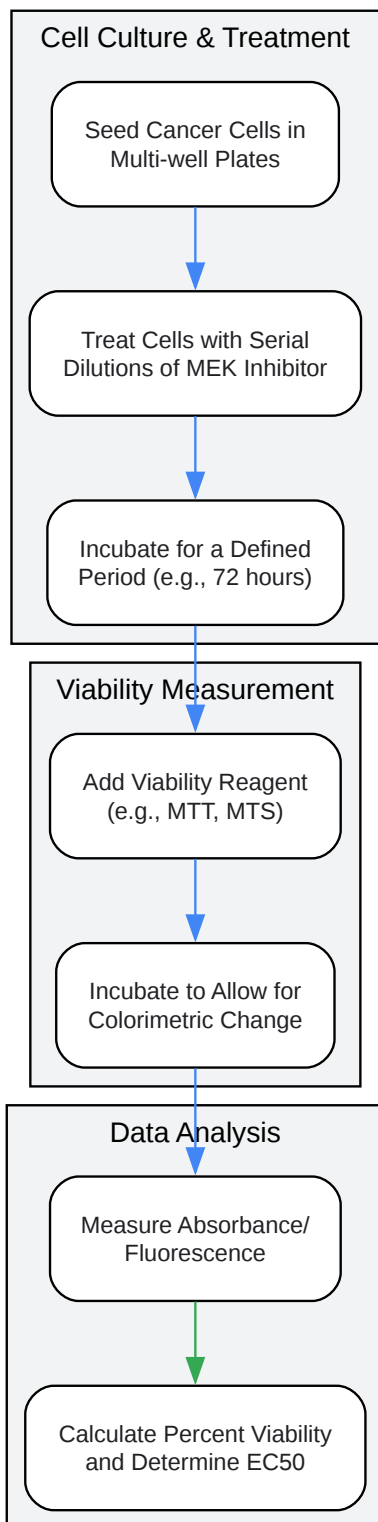 Cell Culture & Treatment
Seed Cancer Cells in
Multi-well Plates
Treat Cells with Serial
Dilutions of MEK Inhibitor
Incubate for a Defined
Period (e.g., 72 hours)
Viability Measurement
Add Viability Reagent
(e.g., MTT, MTS)
Incubate to Allow for
Colorimetric Change
Data Analysis
Measure Absorbance/
Fluorescence
Calculate Percent Viability
and Determine EC50